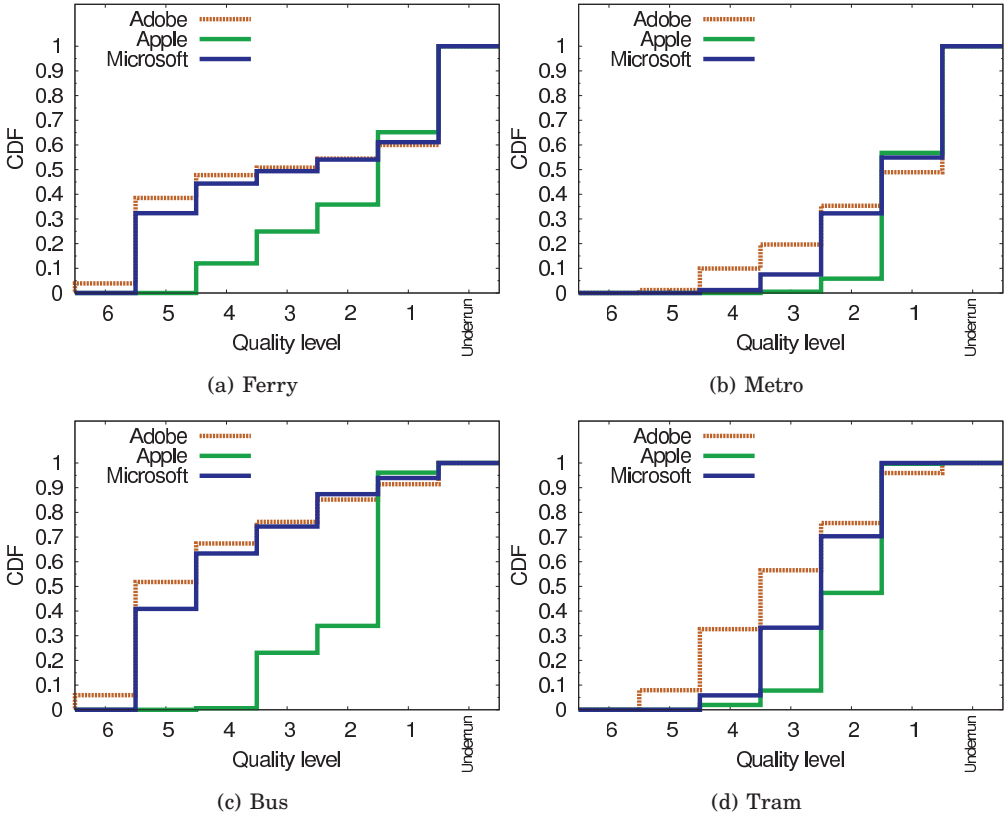 Adobe
Apple
Microsoft
1
0.9
0.8
0.7
0.6
0.5
0.4
0.3
0.2
0.1
0
CDF
6 5 4 3 2 1 Underrun
Quality level
(a) Ferry
Adobe
Apple
Microsoft
1
0.9
0.8
0.7
0.6
0.5
0.4
0.3
0.2
0.1
0
CDF
6 5 4 3 2 1 Underrun
Quality level
(b) Metro
Adobe
Apple
Microsoft
1
0.9
0.8
0.7
0.6
0.5
0.4
0.3
0.2
0.1
0
CDF
6 5 4 3 2 1 Underrun
Quality level
(c) Bus
Adobe
Apple
Microsoft
1
0.9
0.8
0.7
0.6
0.5
0.4
0.3
0.2
0.1
0
CDF
6 5 4 3 2 1 Underrun
Quality level
(d) Tram